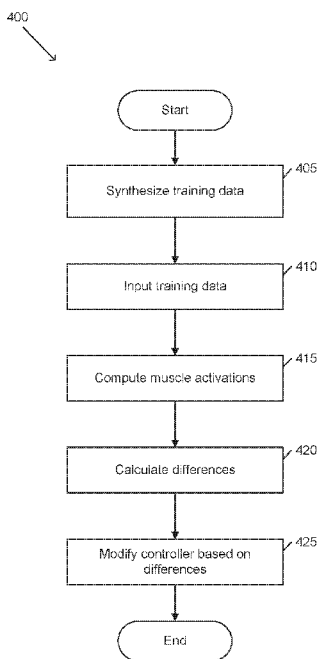 400
Start
405
Synthesize training data
410
Input training data
415
Compute muscle activations
420
Calculate differences
425
Modify controller based on
differences
End